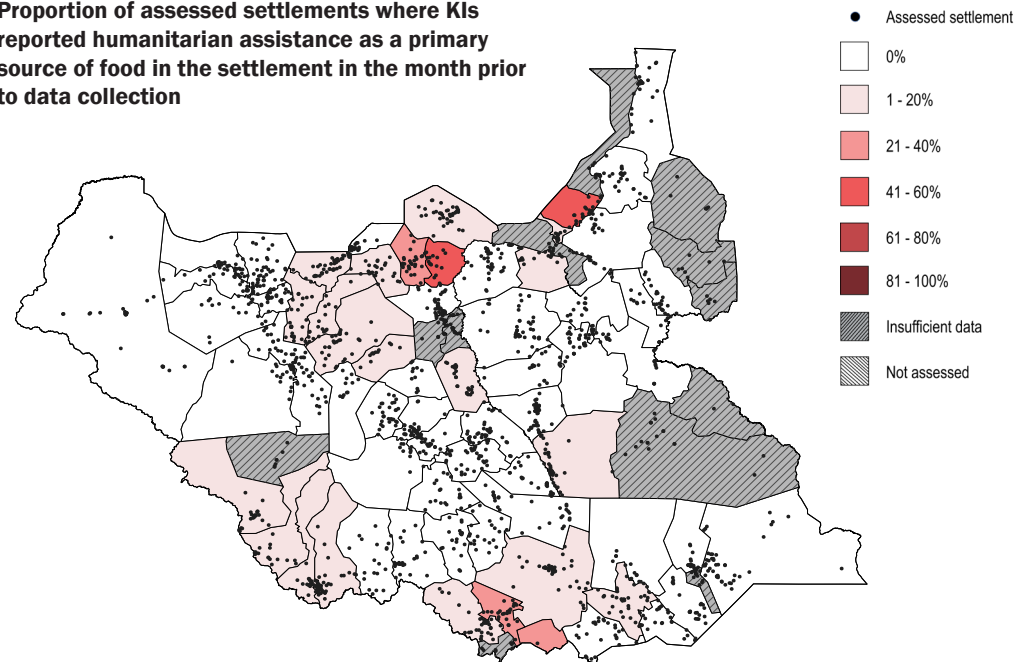 Proportion of assessed settlements where KIs
reported humanitarian assistance as a primary
source of food in the settlement in the month prior
to data collection
Assessed settlement
0%
1 - 20%
21 - 40%
41 - 60%
61 - 80%
81 - 100%
Insufficient data
Not assessed